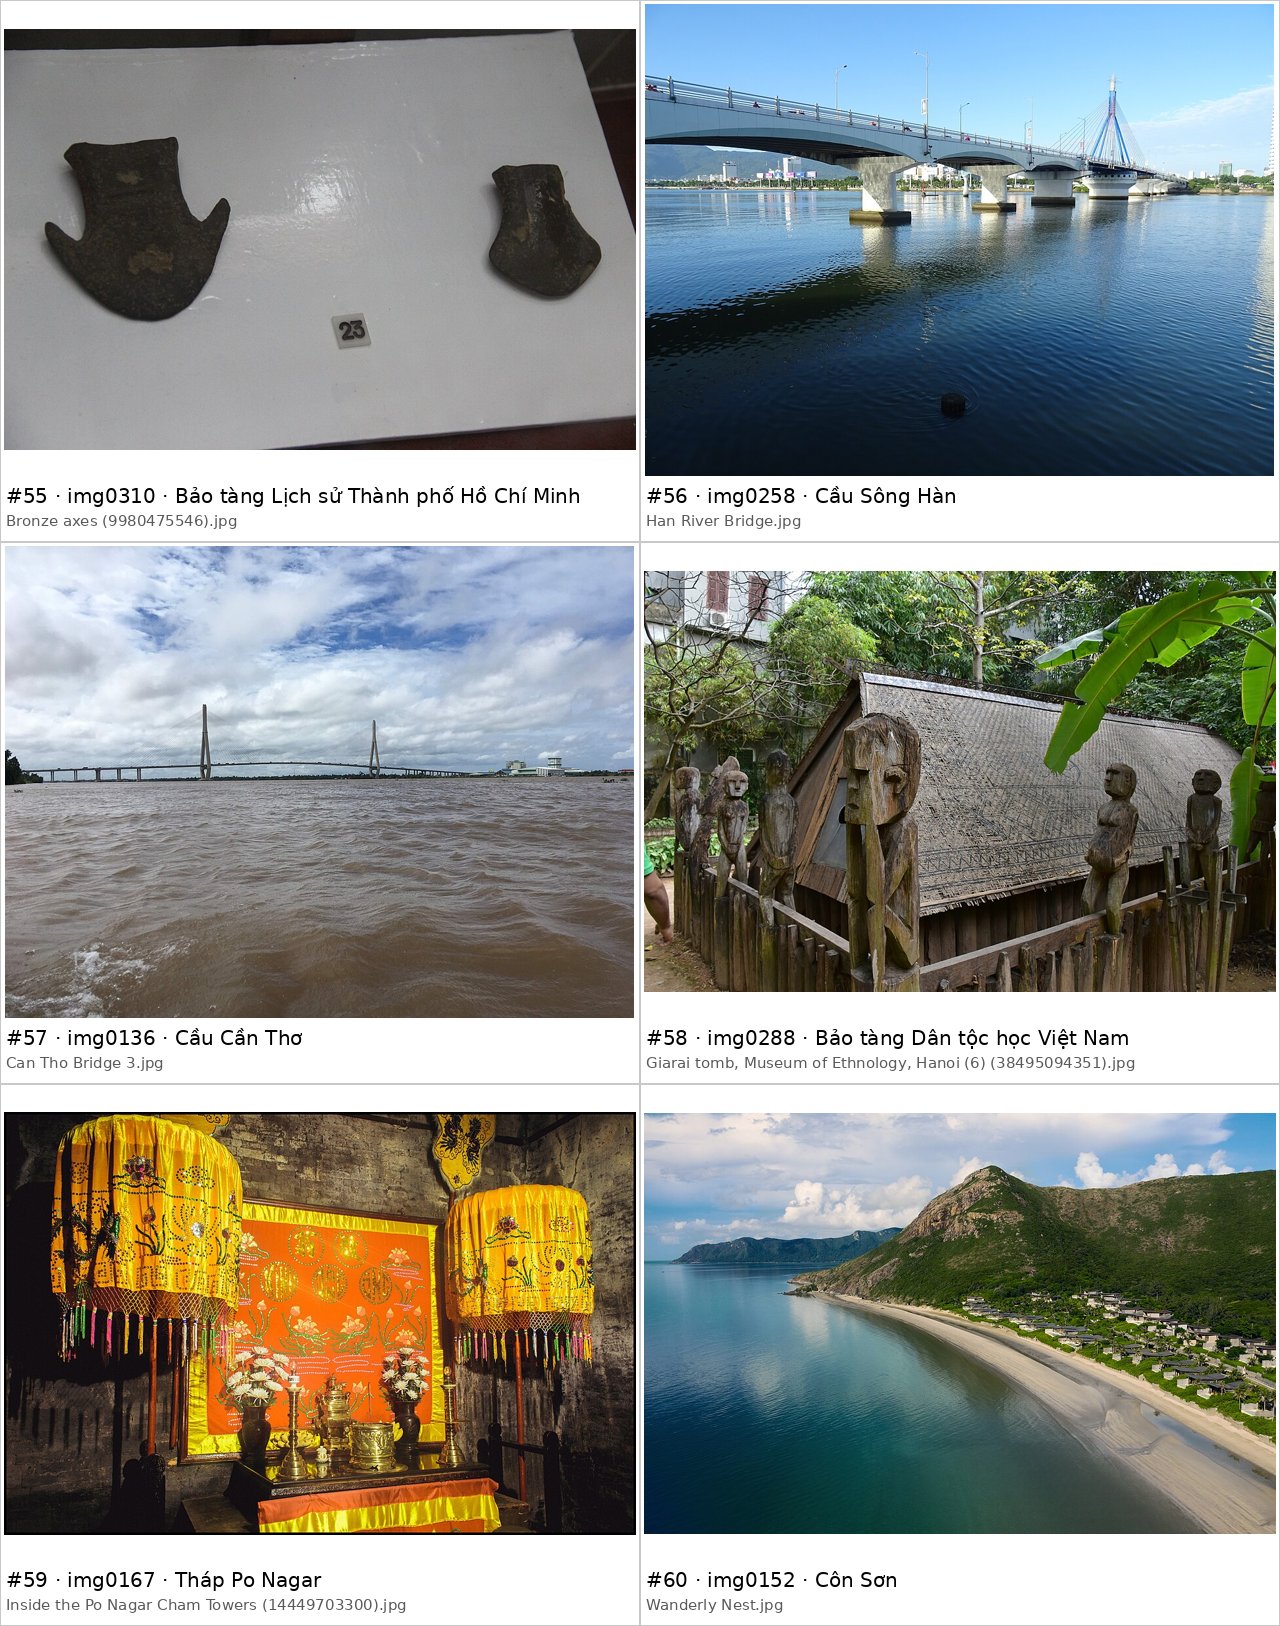 23
#55 · img0310 · Bảo tàng Lịch sử Thành phố Hồ Chí Minh
Bronze axes (9980475546).jpg
#56 · img0258 · Cầu Sông Hàn
Han River Bridge.jpg
#57 · img0136 · Cầu Cần Thơ
Can Tho Bridge 3.jpg
#58 · img0288 · Bảo tàng Dân tộc học Việt Nam
Giarai tomb, Museum of Ethnology, Hanoi (6) (38495094351).jpg
#59 · img0167 · Tháp Po Nagar
Inside the Po Nagar Cham Towers (14449703300).jpg
#60 · img0152 · Côn Sơn
Wanderly Nest.jpg